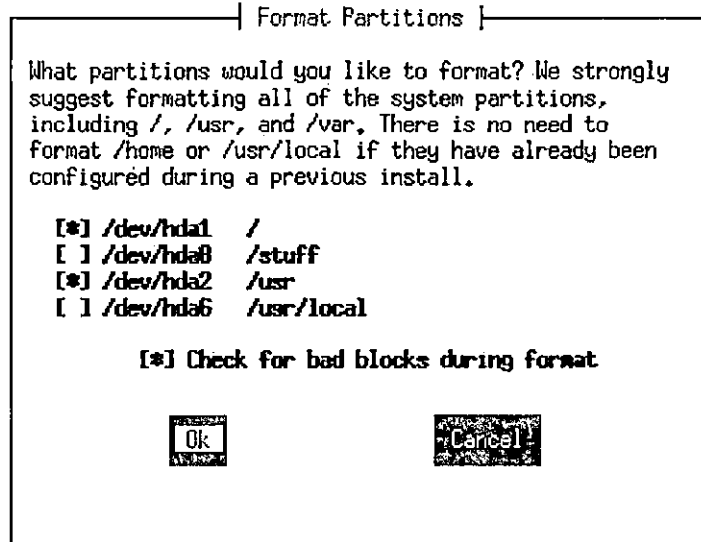 Format Partitions
What partitions would you like to format? We strongly
suggest formatting all of the system partitions,
including /, /usr, and /var. There is no need to
format /home or /usr/local if they have already been
configured during a previous install.
[*] /dev/hda1 /
[ ] /dev/hda8 /stuff
[*] /dev/hda2 /usr
[ ] /dev/hda6 /usr/local
[*] Check for bad blocks during format
Ok Cancel